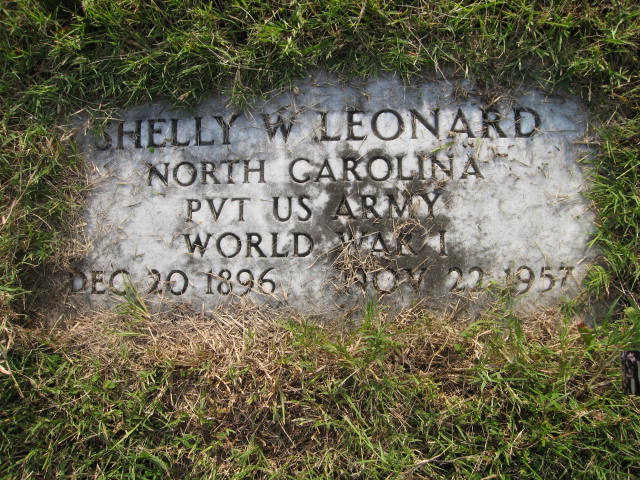 SHELLY W LEONARD
NORTH CAROLINA
PVT US ARMY
WORLD WAR I
DEC 20 1896 NOV 22 1957